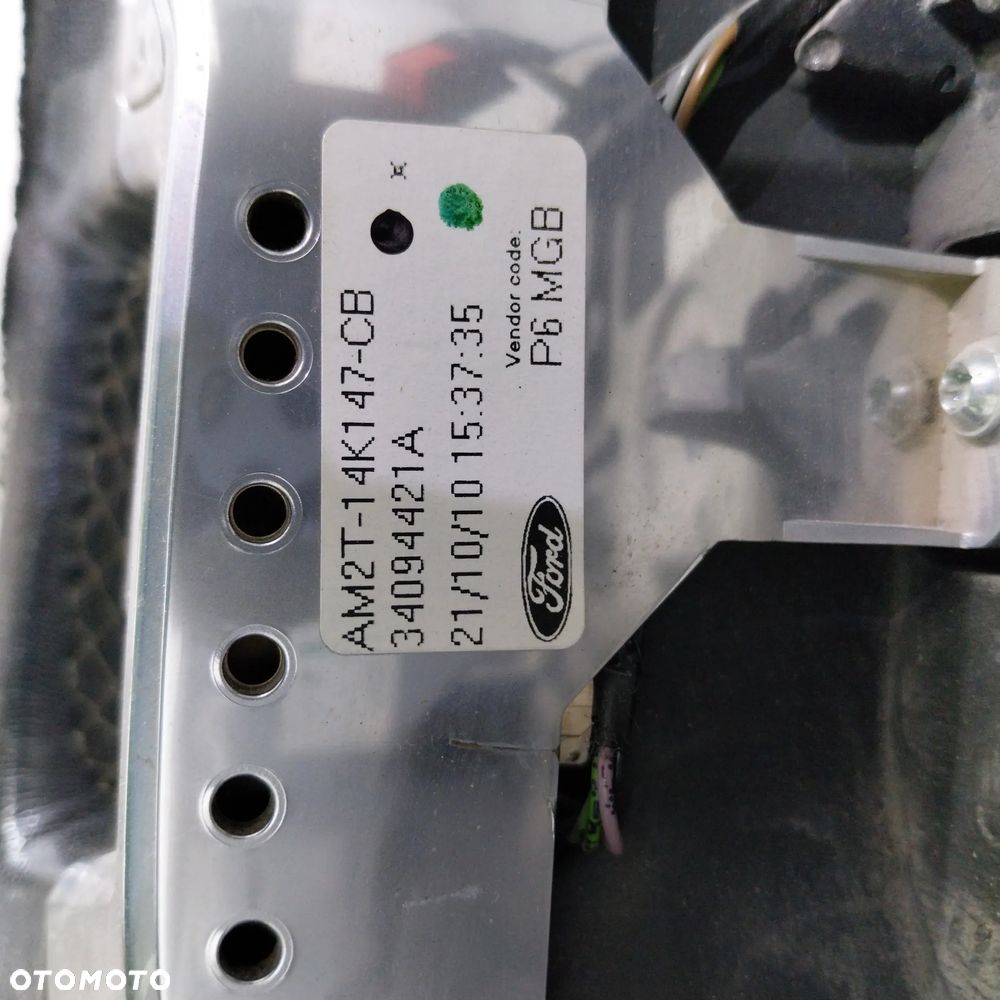 AM2T-14K147-CB
34094421A
21/10/10 15:37:35
Vendor code:
P6 MGB
Ford
OTOMOTO